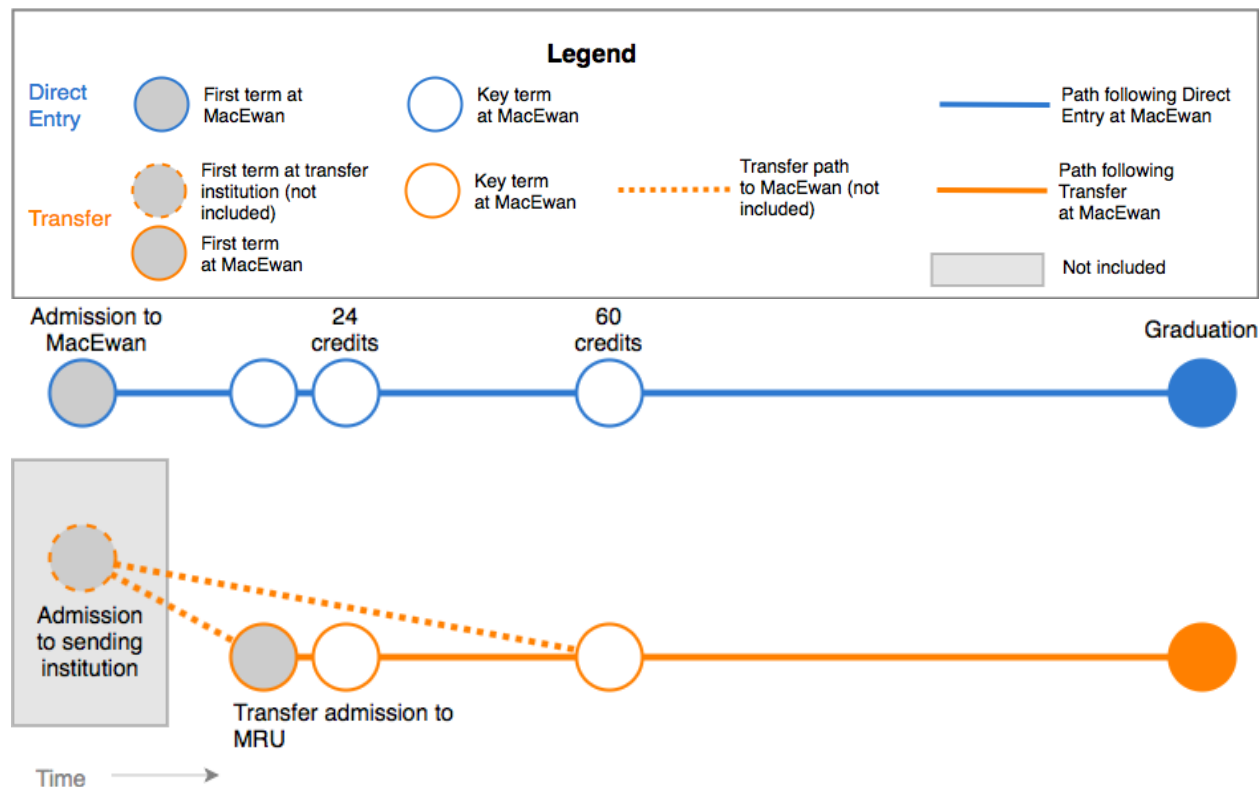 Legend
Direct
Entry
First term at
MacEwan
Key term
at MacEwan
Path following Direct
Entry at MacEwan
Transfer
First term at transfer
institution (not
included)
Key term
at MacEwan
Transfer path
to MacEwan (not
included)
Path following
Transfer
at MacEwan
First term
at MacEwan
Not included
Admission to
MacEwan
24
credits
60
credits
Graduation
Admission
to sending
institution
Transfer admission to
MRU
Time